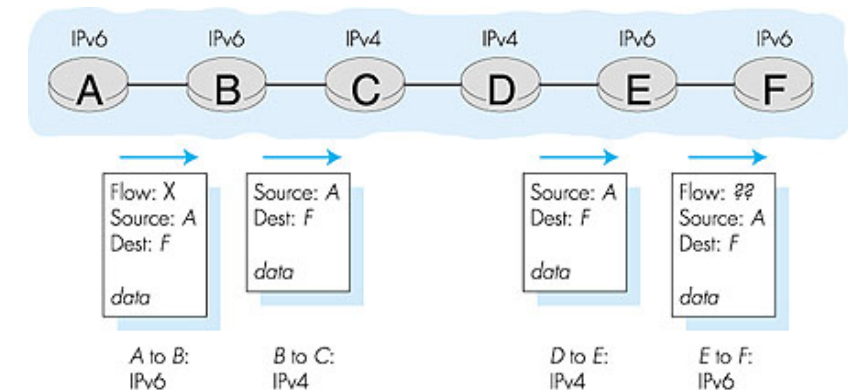 IPv6 IPv6 IPv4 IPv4 IPv6 IPv6
A B C D E F
Flow: X
Source: A
Dest: F
data
Source: A
Dest: F
data
Source: A
Dest: F
data
Flow: ??
Source: A
Dest: F
data
A to B:
IPv6
B to C:
IPv4
D to E:
IPv4
E to F:
IPv6